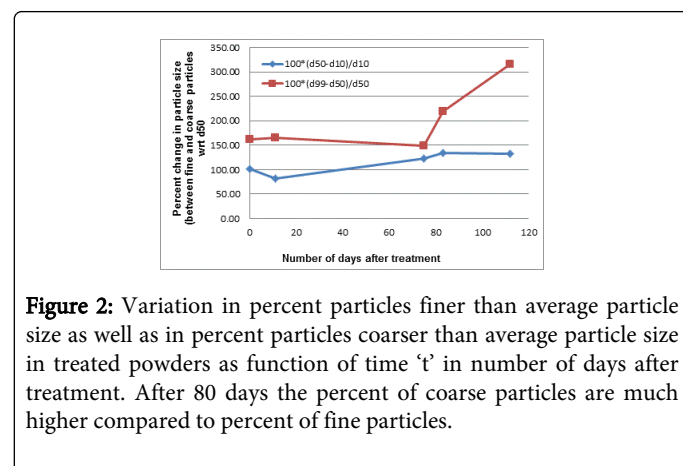 350.00
300.00
250.00
200.00
150.00
100.00
50.00
0.00
Percent change in particle size
(between fine and coarse particles
wrt d50
100*(d50-d10)/d10
100*(d99-d50)/d50
0 20 40 60 80 100 120
Number of days after treatment
Figure 2: Variation in percent particles finer than average particle
size as well as in percent particles coarser than average particle size
in treated powders as function of time ‘t’ in number of days after
treatment. After 80 days the percent of coarse particles are much
higher compared to percent of fine particles.